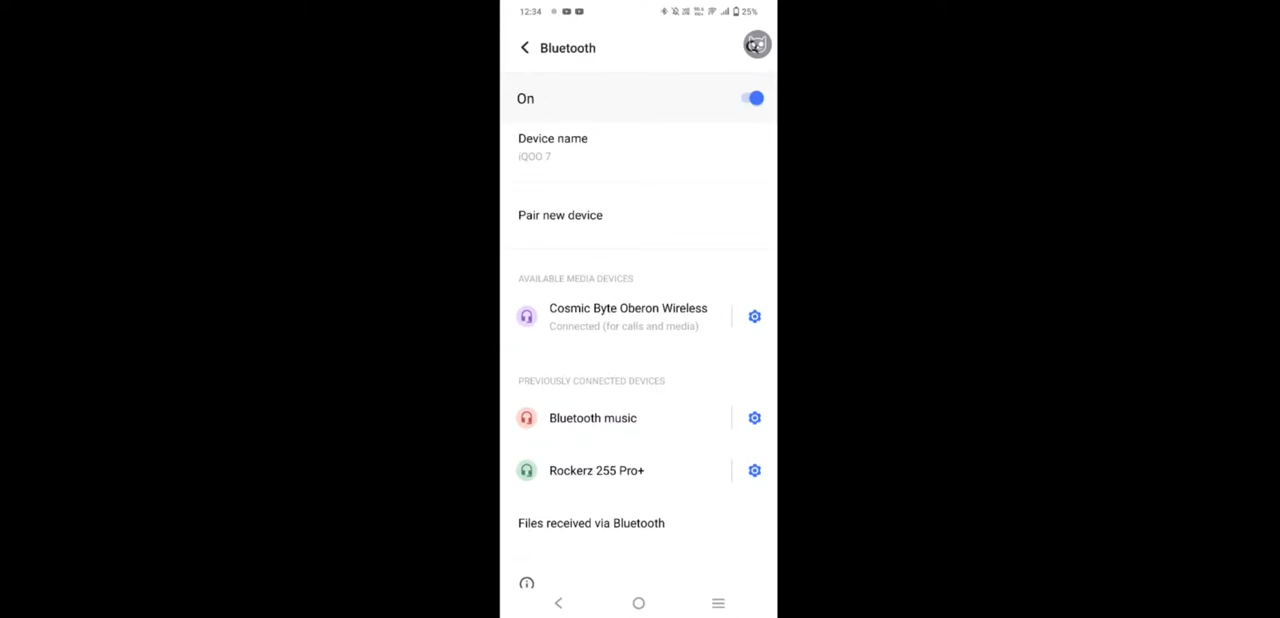 12:34
25%
Bluetooth
On
Device name
iQOO 7
Pair new device
AVAILABLE MEDIA DEVICES
Cosmic Byte Oberon Wireless
Connected (for calls and media)
PREVIOUSLY CONNECTED DEVICES
Bluetooth music
Rockerz 255 Pro+
Files received via Bluetooth